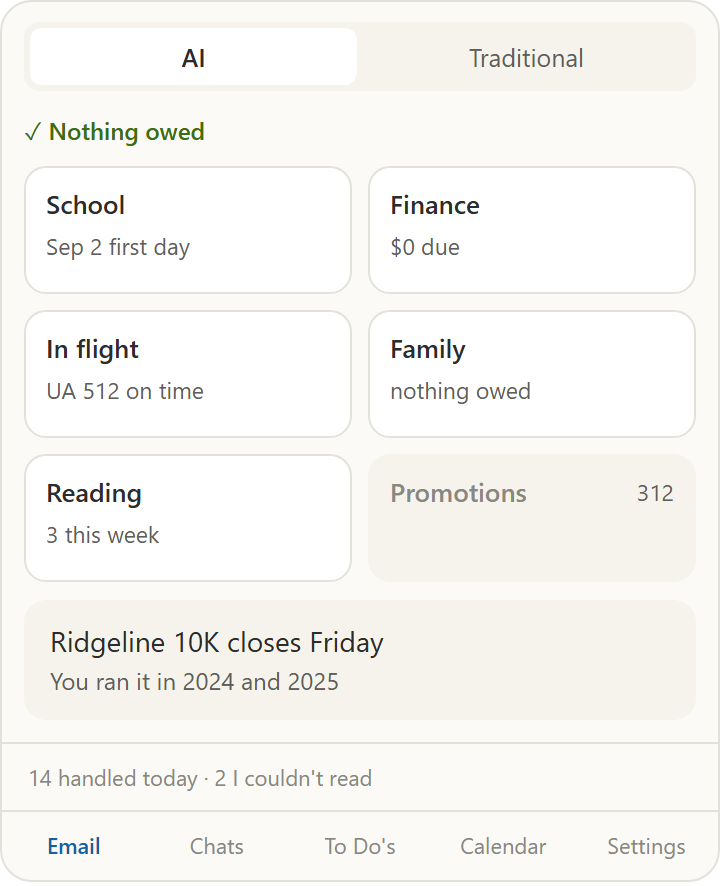 AI
Traditional
✓ Nothing owed
School
Sep 2 first day
Finance
$0 due
In flight
UA 512 on time
Family
nothing owed
Reading
3 this week
Promotions
312
Ridgeline 10K closes Friday
You ran it in 2024 and 2025
14 handled today · 2 I couldn't read
Email
Chats
To Do's
Calendar
Settings